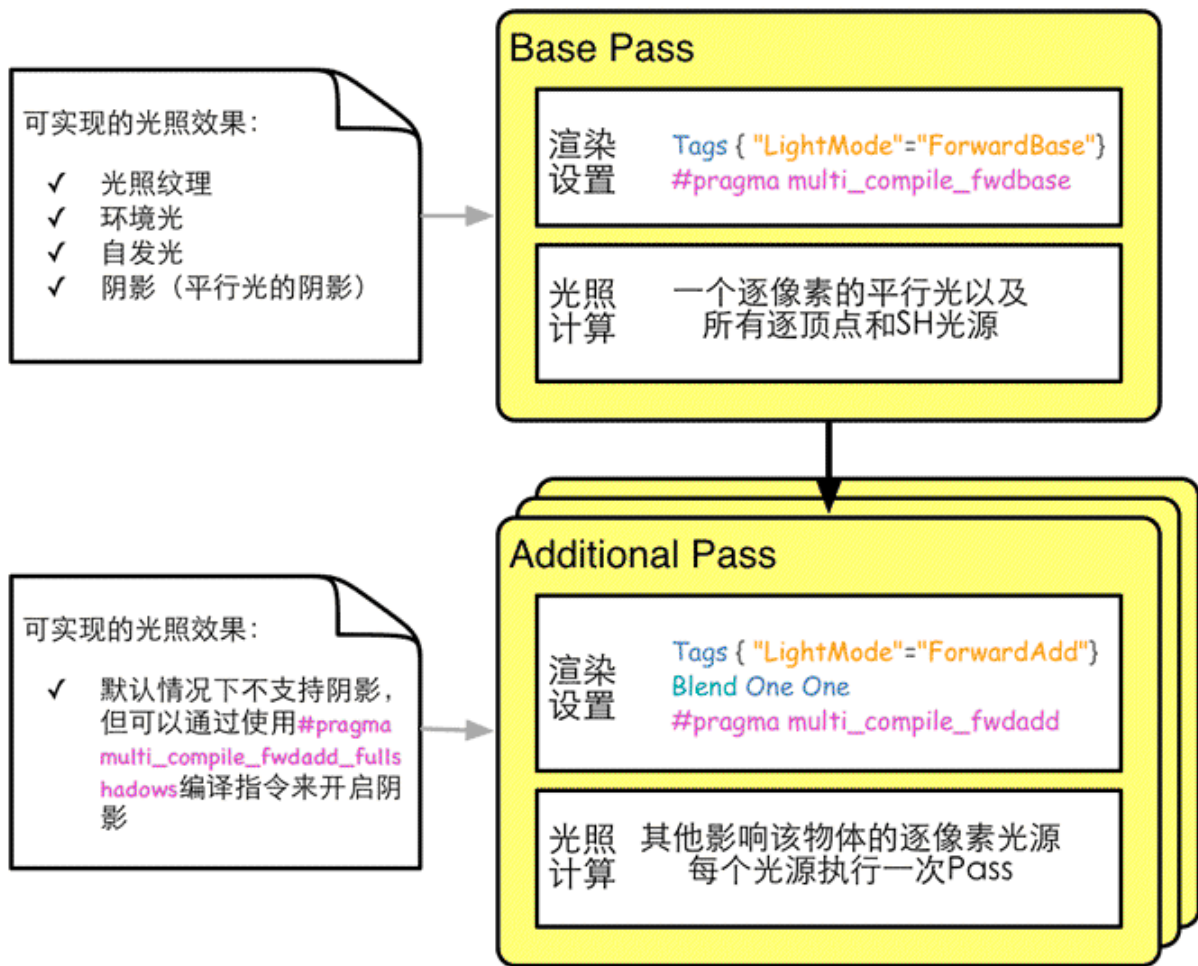 Base Pass
可实现的光照效果：
✓ 光照纹理
✓ 环境光
✓ 自发光
✓ 阴影（平行光的阴影）
渲染
设置
Tags { "LightMode"="ForwardBase"}
#pragma multi_compile_fwdbase
光照
计算
一个逐像素的平行光以及
所有逐顶点和SH光源
Additional Pass
可实现的光照效果：
✓ 默认情况下不支持阴影，
但可以通过使用#pragma
multi_compile_fwdadd_fulls
hadows编译指令来开启阴
影
渲染
设置
Tags { "LightMode"="ForwardAdd"}
Blend One One
#pragma multi_compile_fwdadd
光照
计算
其他影响该物体的逐像素光源
每个光源执行一次Pass